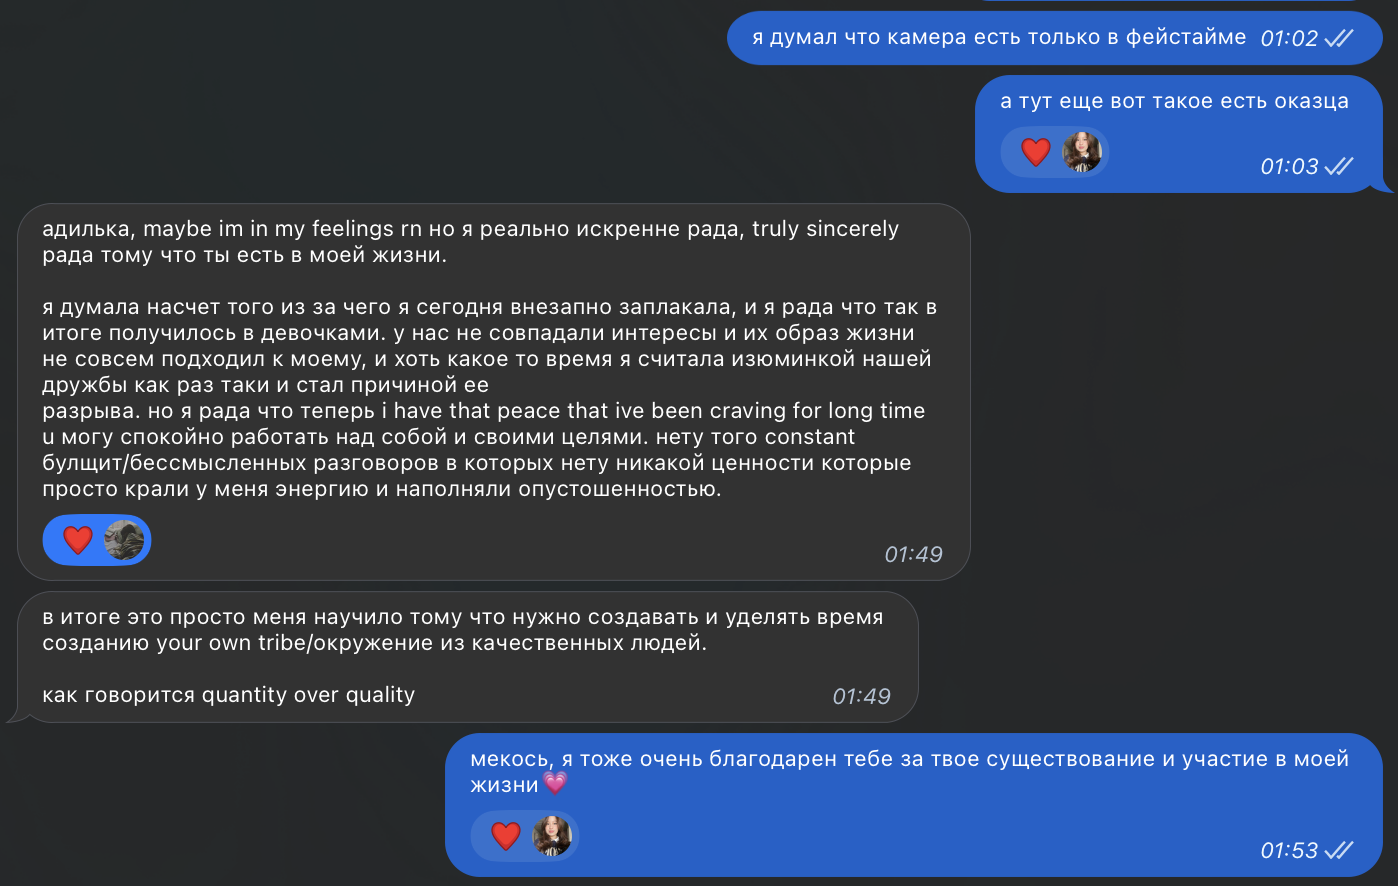 я думал что камера есть только в фейстайме 01:02
а тут еще вот такое есть оказца
01:03
адилька, maybe im in my feelings rn но я реально искренне рада, truly sincerely
рада тому что ты есть в моей жизни.
я думала насчет того из за чего я сегодня внезапно заплакала, и я рада что так в
итоге получилось в девочками. у нас не совпадали интересы и их образ жизни
не совсем подходил к моему, и хоть какое то время я считала изюминкой нашей
дружбы как раз таки и стал причиной ее
разрыва. но я рада что теперь i have that peace that ive been craving for long time
u могу спокойно работать над собой и своими целями. нету того constant
булщит/бессмысленных разговоров в которых нету никакой ценности которые
просто крали у меня энергию и наполняли опустошенностью.
01:49
в итоге это просто меня научило тому что нужно создавать и уделять время
созданию your own tribe/окружение из качественных людей.
как говорится quantity over quality 01:49
мекось, я тоже очень благодарен тебе за твое существование и участие в моей
жизни💗
01:53